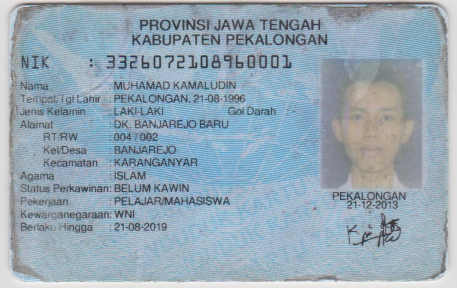 PROVINSI JAWA TENGAH
KABUPATEN PEKALONGAN
NIK : 3326072108960001
Nama : MUHAMAD KAMALUDIN
Tempat/Tgl Lahir : PEKALONGAN, 21-08-1996
Jenis Kelamin : LAKI-LAKI Gol Darah
Alamat : DK. BANJAREJO BARU
RT/RW : 004 / 002
Kel/Desa : BANJAREJO
Kecamatan : KARANGANYAR
Agama : ISLAM
Status Perkawinan: BELUM KAWIN
Pekerjaan : PELAJAR/MAHASISWA
Kewarganegaraan: WNI
Berlaku Hingga : 21-08-2019
PEKALONGAN
21-12-2013